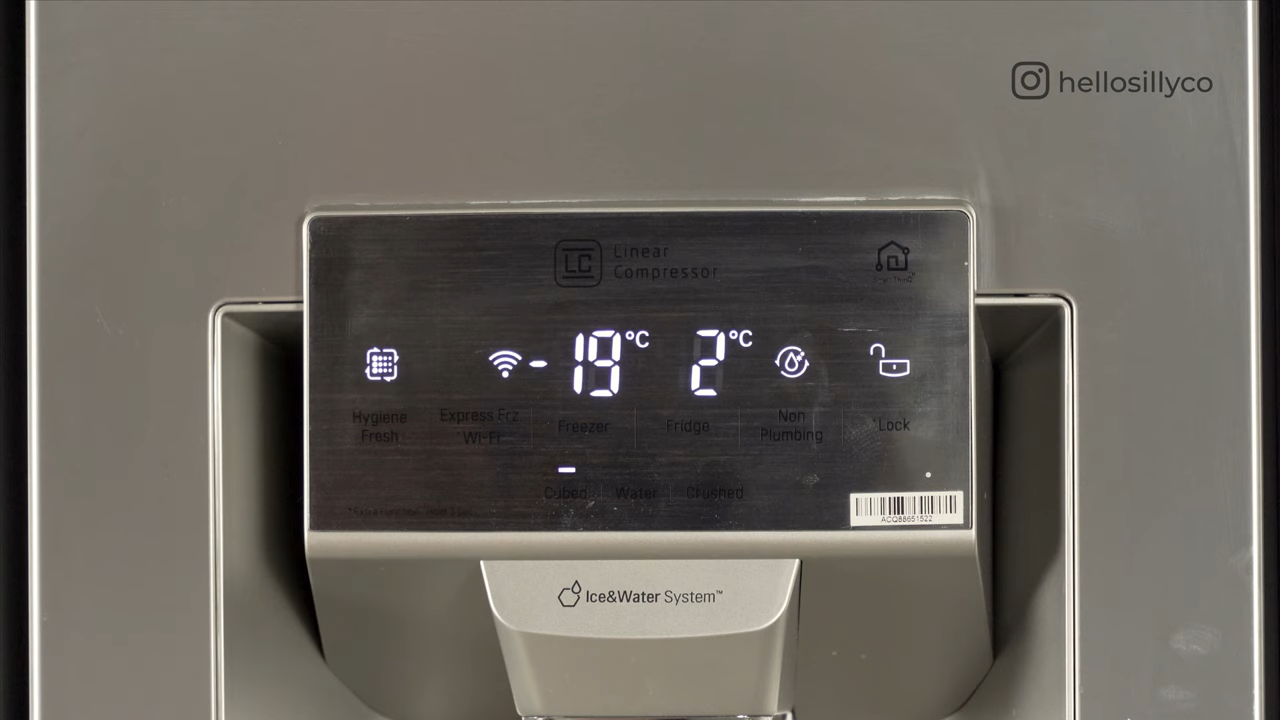 hellosillyco
LC
Linear
Compressor
-19°C
2°C
Hygiene
Fresh
Express Frz
*Wi-Fi
Freezer
Fridge
Non
Plumbing
*Lock
Cubed
Water
Crushed
ACQ88651522
Ice&Water System™